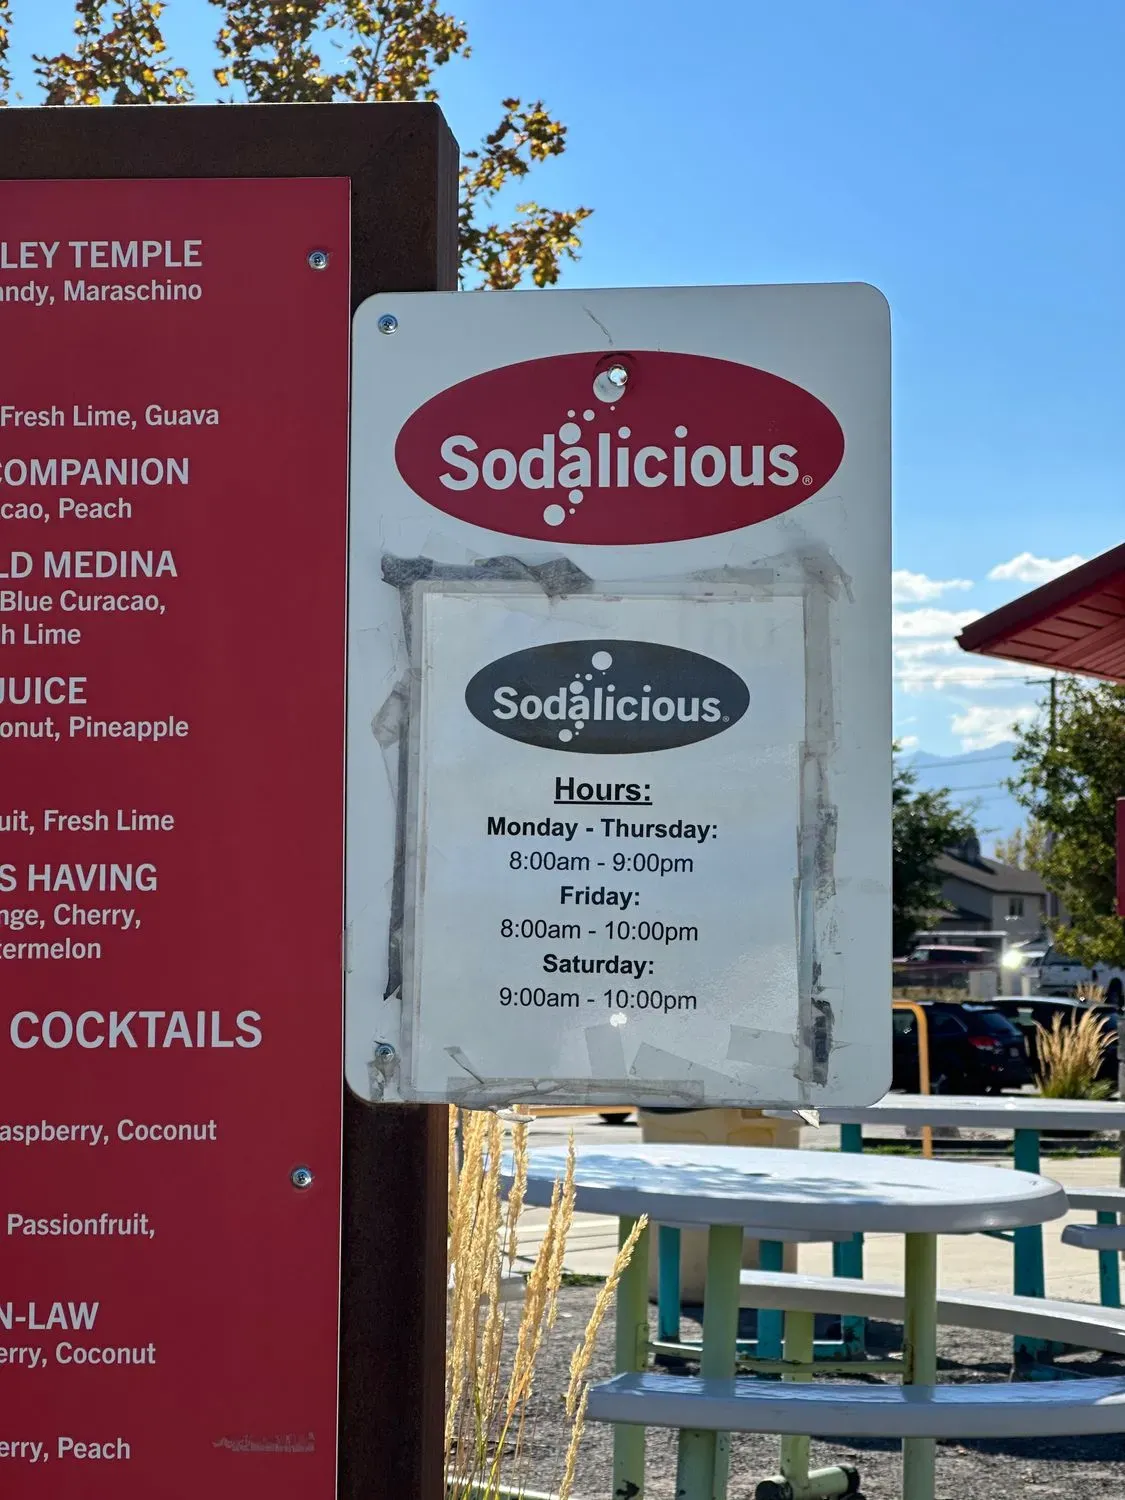 LEY TEMPLE
andy, Maraschino
Fresh Lime, Guava
COMPANION
cao, Peach
LD MEDINA
Blue Curacao,
h Lime
JUICE
onut, Pineapple
uit, Fresh Lime
S HAVING
nge, Cherry,
termelon
COCKTAILS
aspberry, Coconut
Passionfruit,
N-LAW
erry, Coconut
erry, Peach
Sodalicious®
Sodalicious®
Hours:
Monday - Thursday:
8:00am - 9:00pm
Friday:
8:00am - 10:00pm
Saturday:
9:00am - 10:00pm